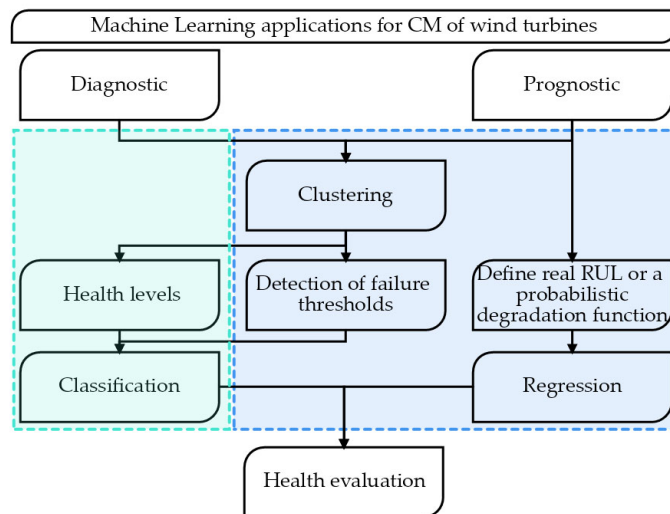 Machine Learning applications for CM of wind turbines
Diagnostic
Prognostic
Clustering
Health levels
Detection of failure
thresholds
Define real RUL or a
probabilistic
degradation function
Classification
Regression
Health evaluation